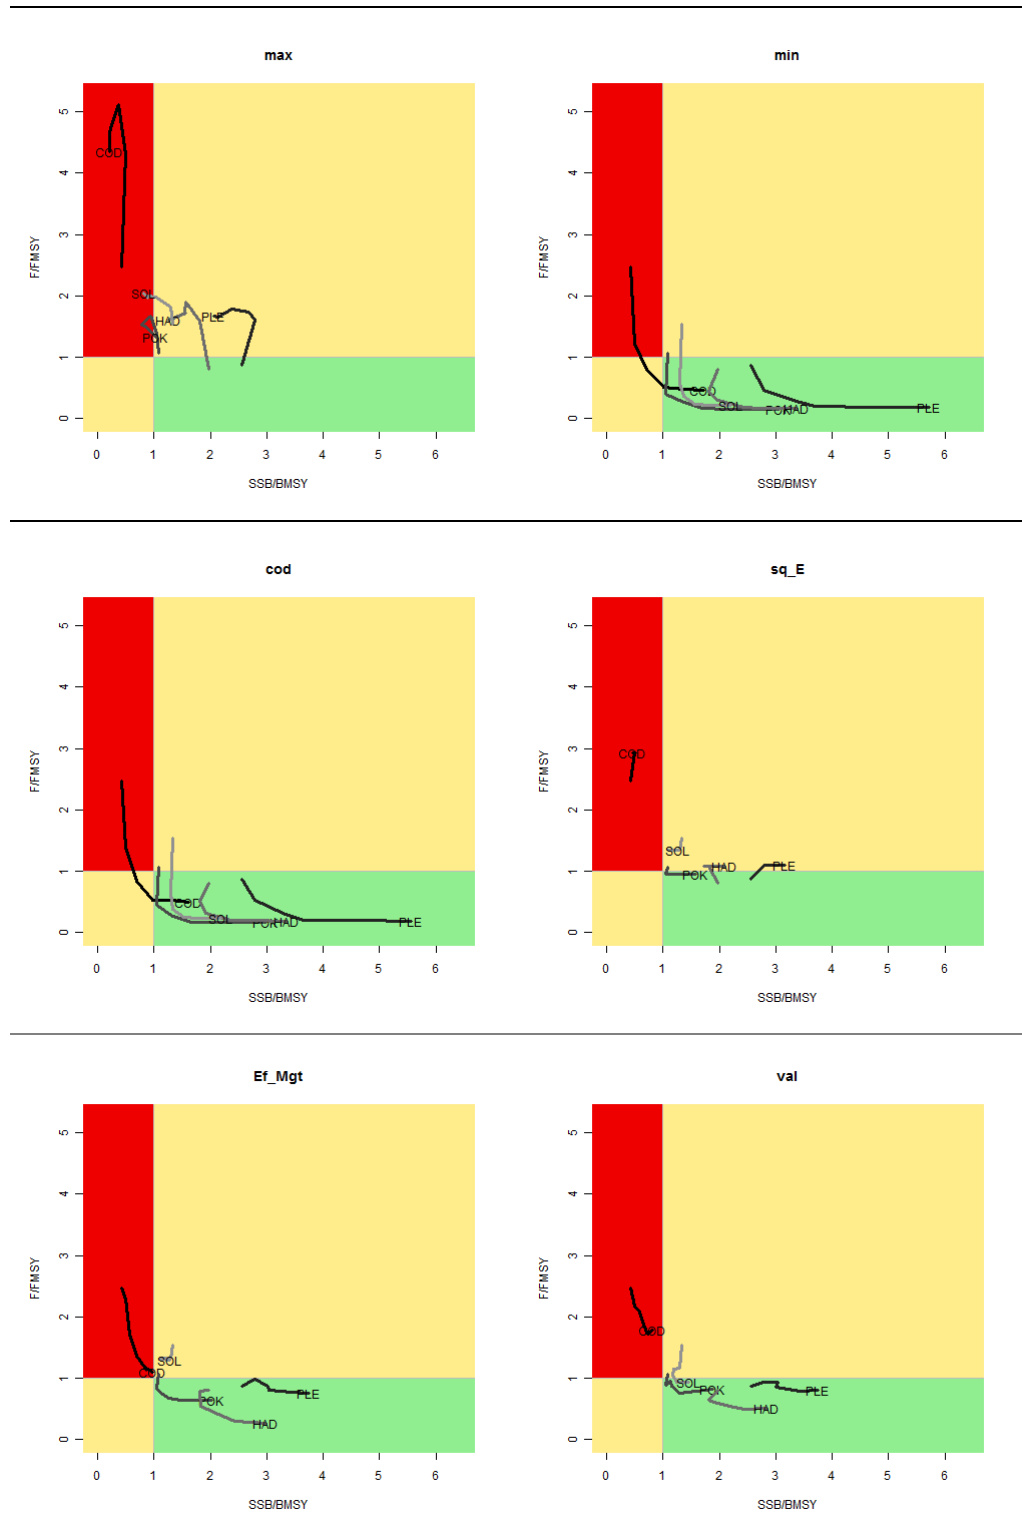 max
min
5
4
3
2
1
0
F/FMSY
COD
SOL
HAD
POK
PLE
0 1 2 3 4 5 6
SSB/BMSY
5
4
3
2
1
0
F/FMSY
COD
SOL
POK
HAD
PLE
0 1 2 3 4 5 6
SSB/BMSY
cod
sq_E
5
4
3
2
1
0
F/FMSY
COD
SOL
POK
HAD
PLE
0 1 2 3 4 5 6
SSB/BMSY
5
4
3
2
1
0
F/FMSY
COD
SOL
POK
HAD
PLE
0 1 2 3 4 5 6
SSB/BMSY
Ef_Mgt
val
5
4
3
2
1
0
F/FMSY
COD
SOL
POK
HAD
PLE
0 1 2 3 4 5 6
SSB/BMSY
5
4
3
2
1
0
F/FMSY
COD
SOL
POK
HAD
PLE
0 1 2 3 4 5 6
SSB/BMSY